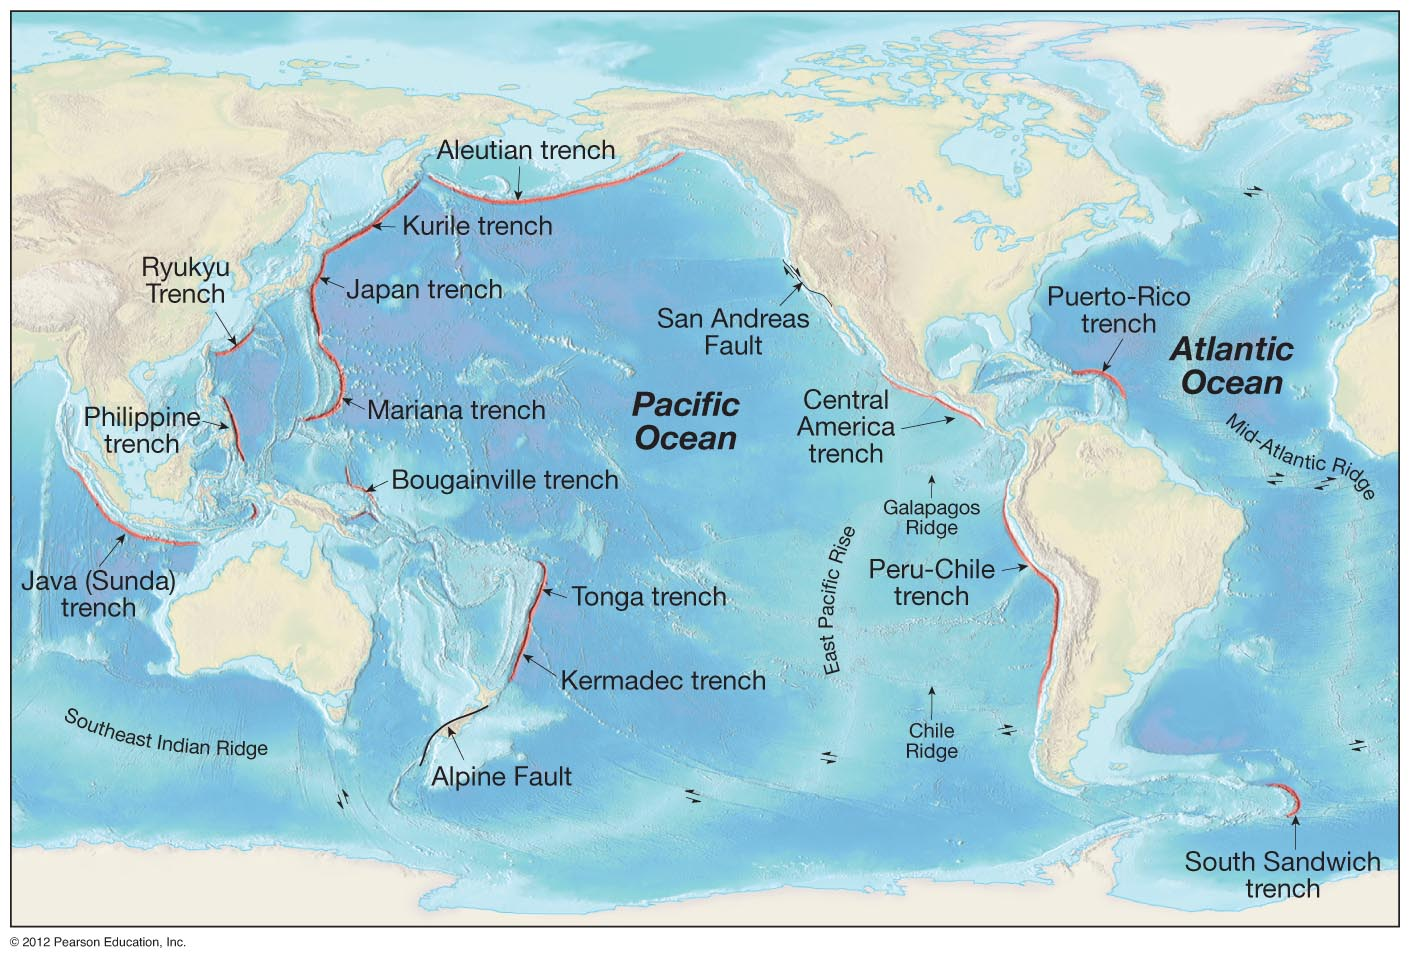 Aleutian trench
Kurile trench
Ryukyu
Trench
Japan trench
San Andreas
Fault
Puerto-Rico
trench
Atlantic
Ocean
Philippine
trench
Mariana trench
Pacific
Ocean
Central
America
trench
Mid-Atlantic Ridge
Bougainville trench
Galapagos
Ridge
Java (Sunda)
trench
Tonga trench
East Pacific Rise
Peru-Chile
trench
Kermadec trench
Southeast Indian Ridge
Chile
Ridge
Alpine Fault
South Sandwich
trench
© 2012 Pearson Education, Inc.